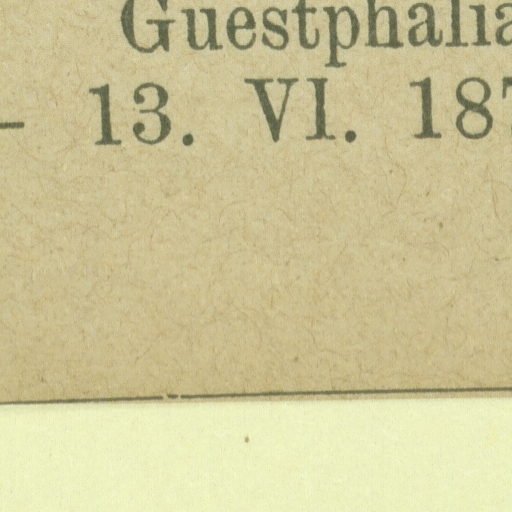 Guestphalia
– 13. VI. 187